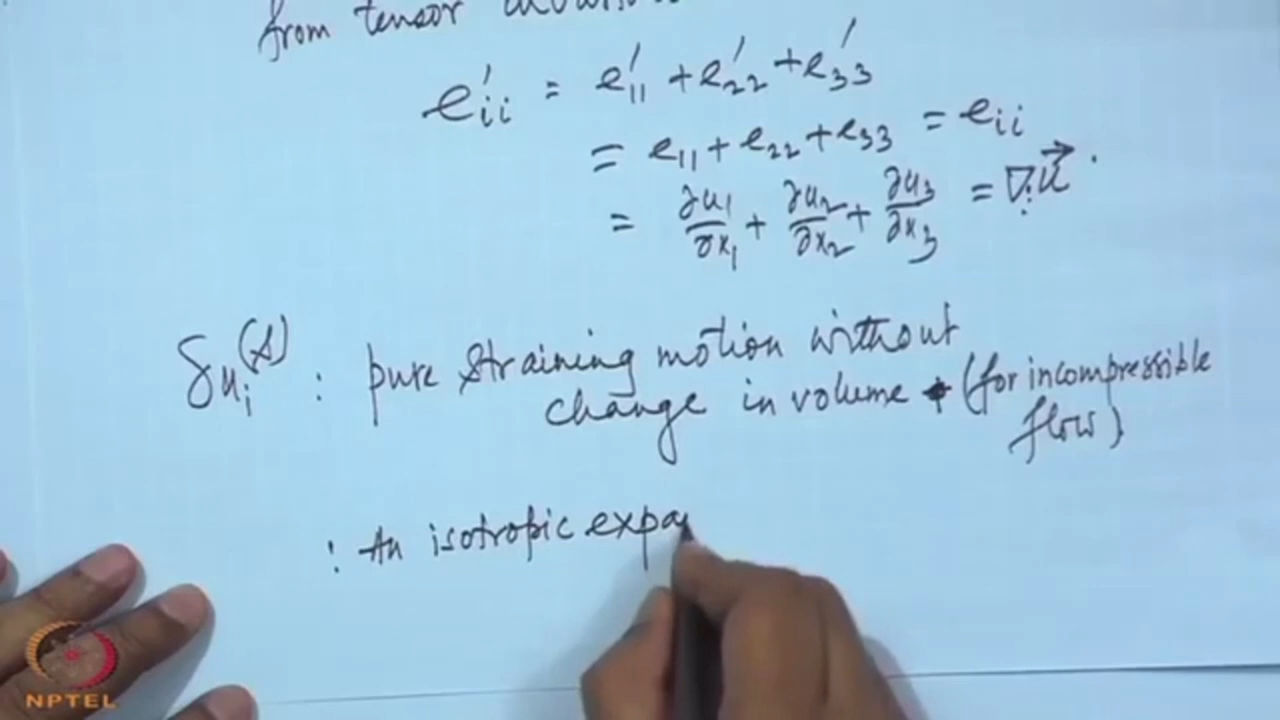 from tensor
e'ii = e'11 + e'22 + e'33
= e11 + e22 + e33 = eii
= ∂u1/∂x1 + ∂u2/∂x2 + ∂u3/∂x3 = ∇.u⃗.
δui(s) : pure straining motion without
change in volume (for incompressible
flow)
: An isotropic expa
NPTEL